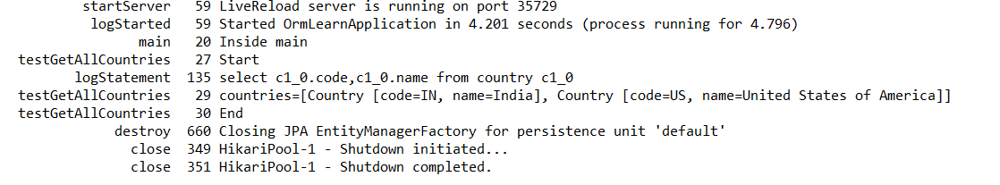 startServer 59 LiveReload server is running on port 35729
logStarted 59 Started OrmLearnApplication in 4.201 seconds (process running for 4.796)
main 20 Inside main
testGetAllCountries 27 Start
logStatement 135 select c1_0.code,c1_0.name from country c1_0
testGetAllCountries 29 countries=[Country [code=IN, name=India], Country [code=US, name=United States of America]]
testGetAllCountries 30 End
destroy 660 Closing JPA EntityManagerFactory for persistence unit 'default'
close 349 HikariPool-1 - Shutdown initiated...
close 351 HikariPool-1 - Shutdown completed.